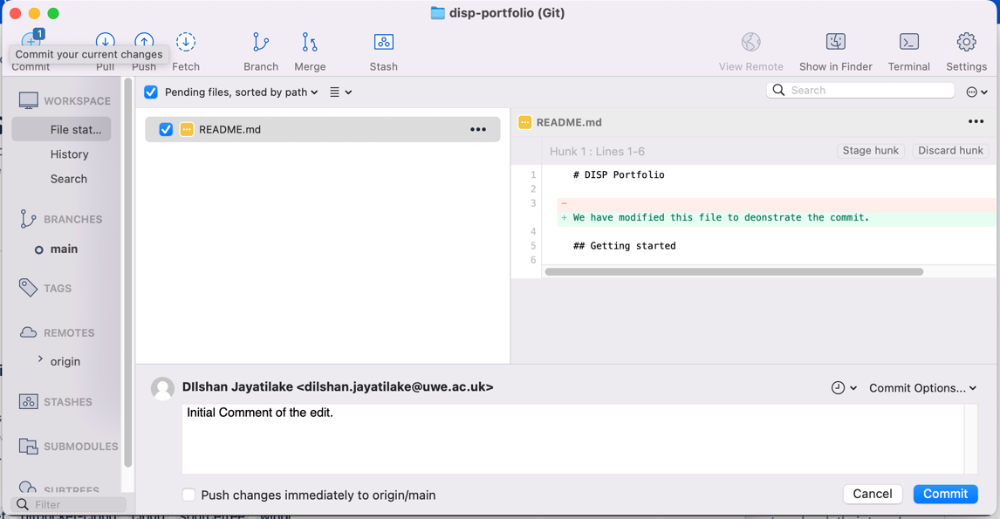 disp-portfolio (Git)
1
Commit your current changes
Commit Pull Push Fetch Branch Merge Stash View Remote Show in Finder Terminal Settings
WORKSPACE
File stat...
History
Search
BRANCHES
main
TAGS
REMOTES
origin
STASHES
SUBMODULES
SUBTREES
Filter
Pending files, sorted by path
Search
README.md
README.md
Hunk 1 : Lines 1-6 Stage hunk Discard hunk
1 # DISP Portfolio
2
3 -
+ We have modified this file to deonstrate the commit.
4
5 ## Getting started
6
DIlshan Jayatilake <dilshan.jayatilake@uwe.ac.uk> Commit Options...
Initial Comment of the edit.
Push changes immediately to origin/main Cancel Commit